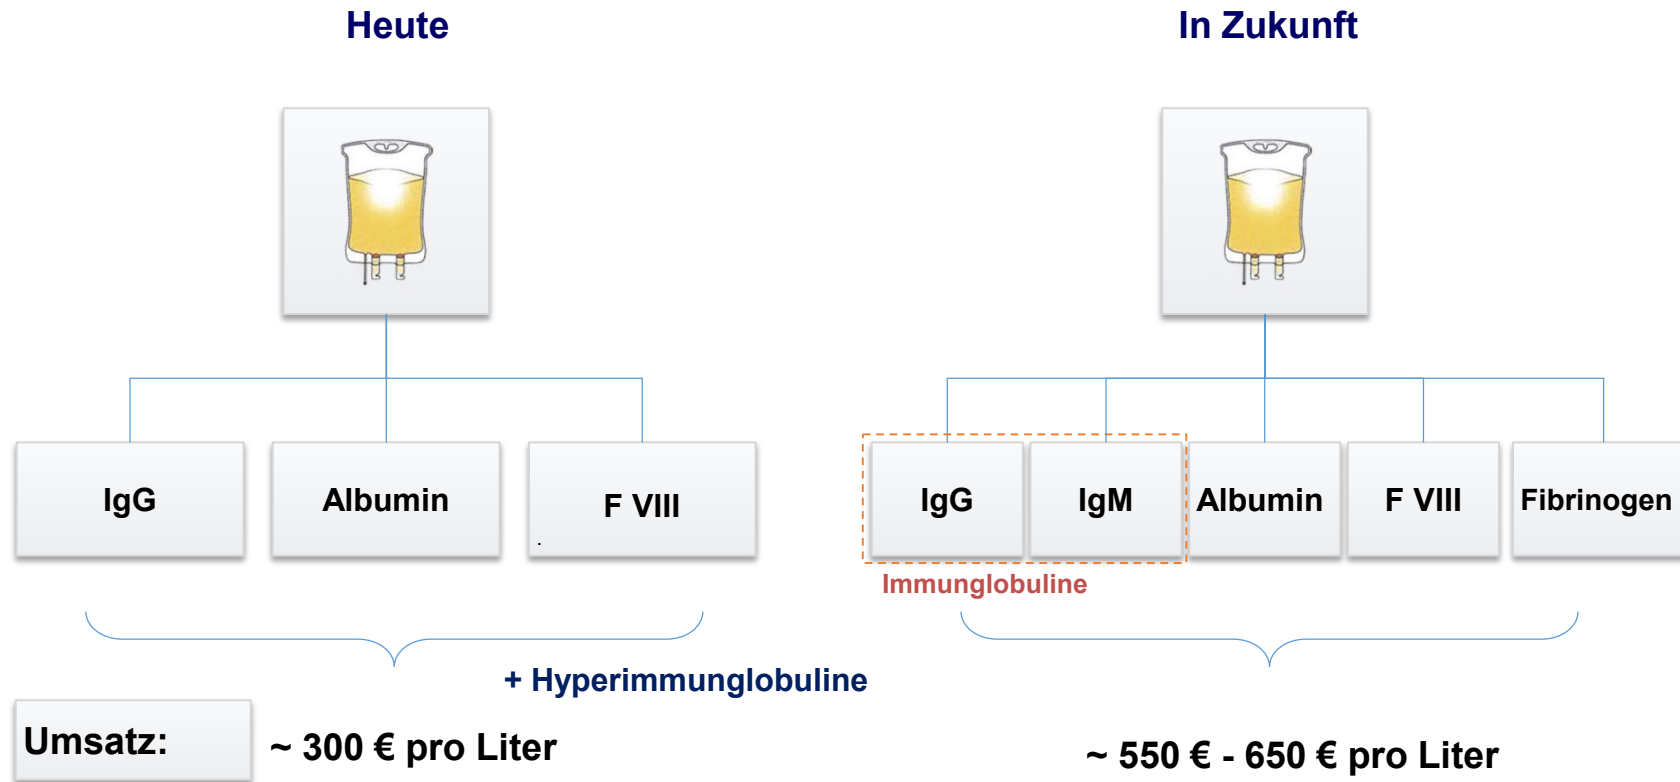 Heute
In Zukunft
IgG
Albumin
F VIII
.
IgG
IgM
Albumin
F VIII
Fibrinogen
Immunglobuline
+ Hyperimmunglobuline
Umsatz:
~ 300 € pro Liter
~ 550 € - 650 € pro Liter